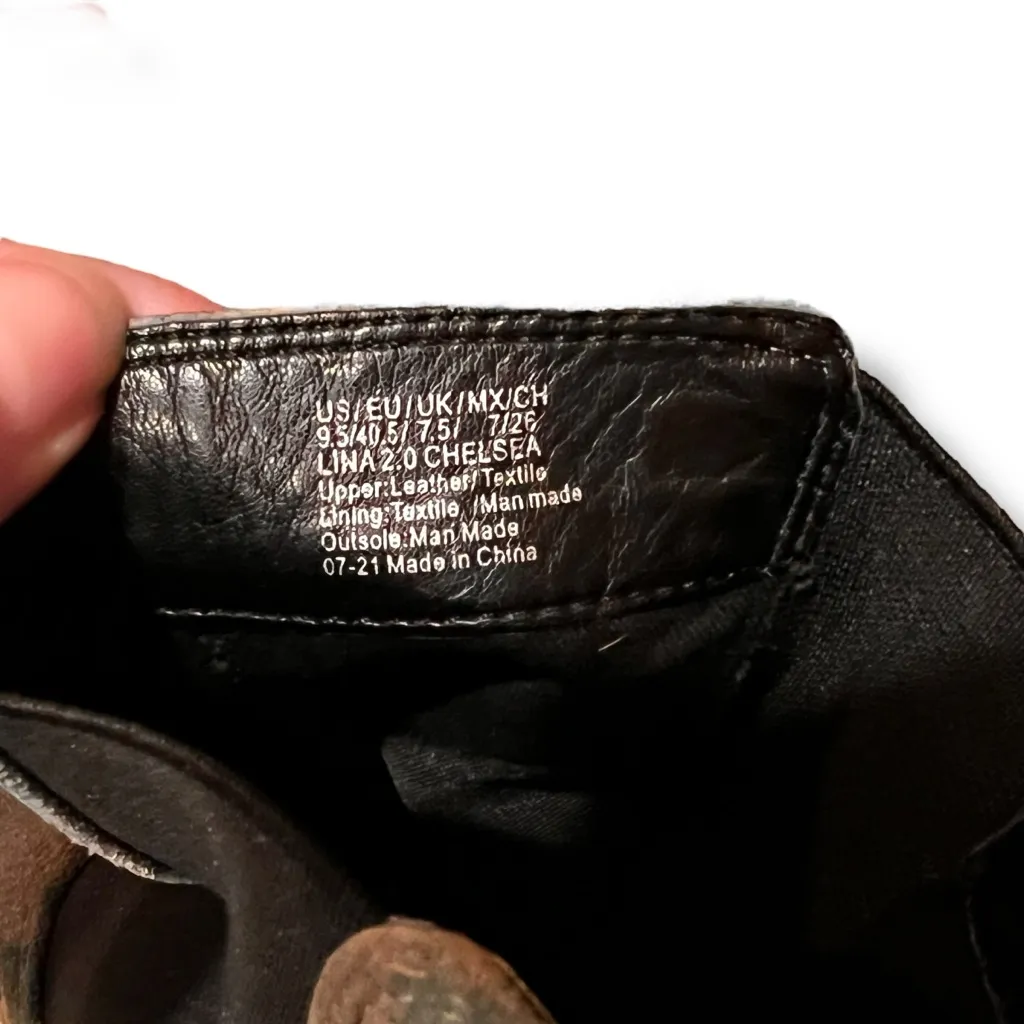 US/EU/UK/MX/CH
9.5/40.5/ 7.5/ 7/26
LINA 2.0 CHELSEA
Upper:Leather/Textile
Lining:Textile /Man made
Outsole:Man Made
07-21 Made in China